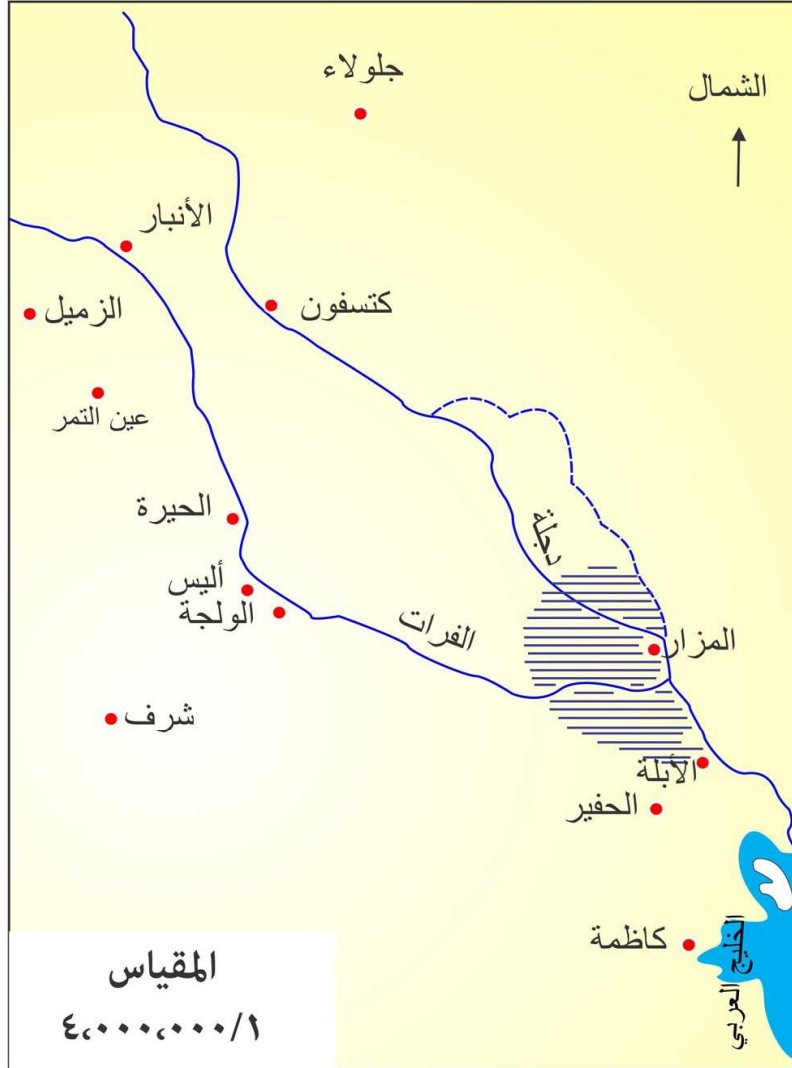 جلولاء
الشمال
الأنبار
كتسفون
الزميل
عين التمر
الحيرة
دجلة
أليس
الولجة
الفرات
المزار
شرف
الأبلة
الحفير
كاظمة
الخليج العربي
المقياس
٤،٠٠٠،٠٠٠/١